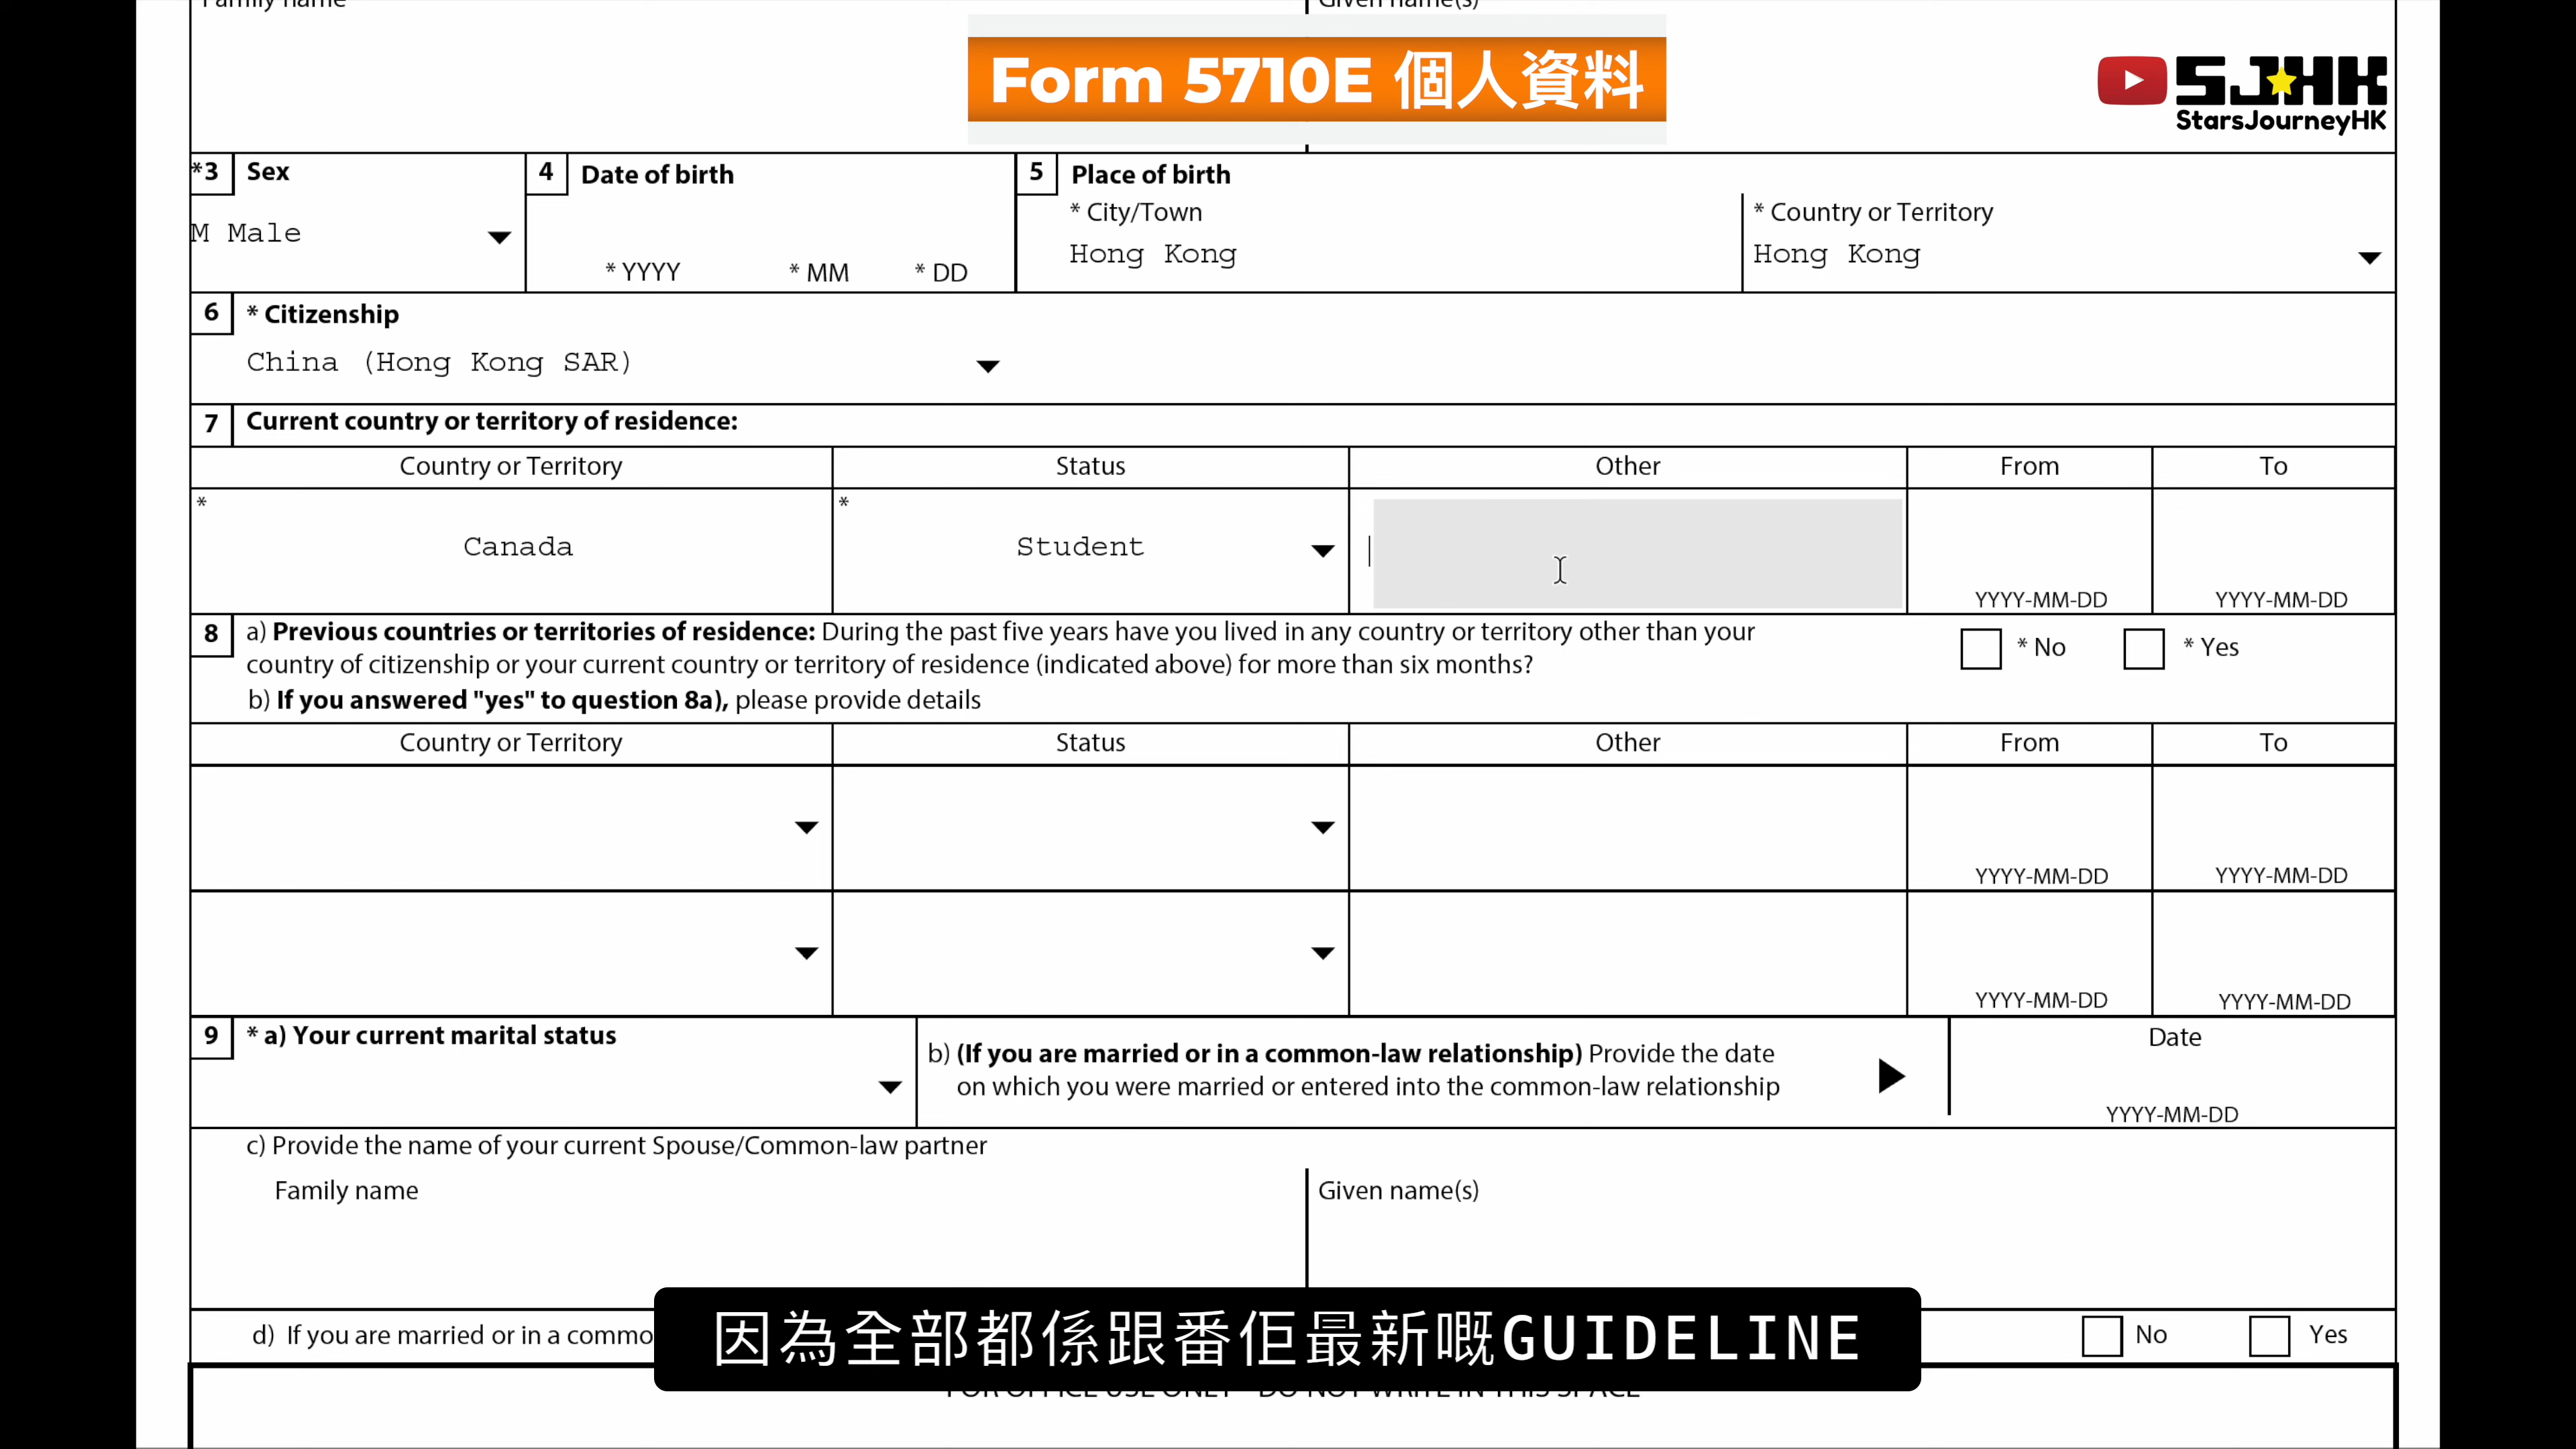 Family name
Given name(s)
Form 5710E 個人資料
SJHK
StarsJourneyHK
*3 Sex
4 Date of birth
5 Place of birth
* City/Town
* Country or Territory
M Male
Hong Kong
Hong Kong
* YYYY * MM * DD
6 * Citizenship
China (Hong Kong SAR)
7 Current country or territory of residence:
Country or Territory Status Other From To
* *
Canada Student
YYYY-MM-DD YYYY-MM-DD
8 a) Previous countries or territories of residence: During the past five years have you lived in any country or territory other than your
country of citizenship or your current country or territory of residence (indicated above) for more than six months?
* No * Yes
b) If you answered "yes" to question 8a), please provide details
Country or Territory Status Other From To
YYYY-MM-DD YYYY-MM-DD
YYYY-MM-DD YYYY-MM-DD
9 * a) Your current marital status
b) (If you are married or in a common-law relationship) Provide the date
on which you were married or entered into the common-law relationship
Date
YYYY-MM-DD
c) Provide the name of your current Spouse/Common-law partner
Family name
Given name(s)
d) If you are married or in a commo
No Yes
因為全部都係跟番佢最新嘅GUIDELINE
FOR OFFICE USE ONLY - DO NOT WRITE IN THIS SPACE